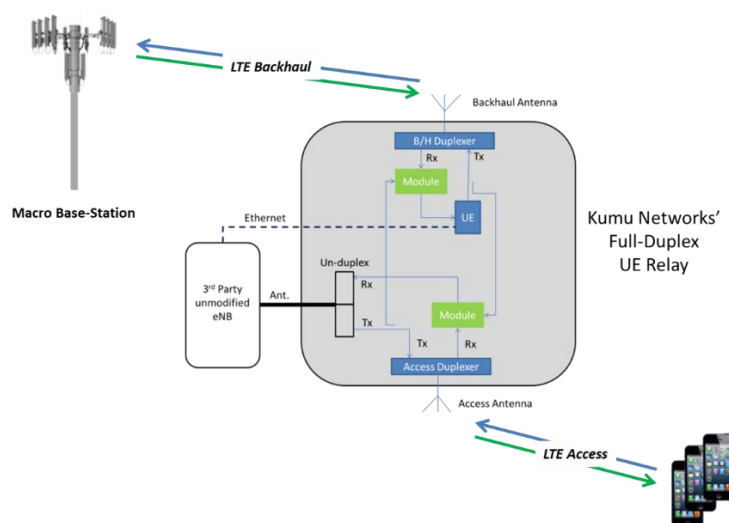 LTE Backhaul
Backhaul Antenna
B/H Duplexer
Rx
Tx
Module
Macro Base-Station
UE
Ethernet
Kumu Networks'
Full-Duplex
UE Relay
Un-duplex
3rd Party
unmodified
eNB
Ant.
Rx
Module
Tx
Tx
Rx
Access Duplexer
Access Antenna
LTE Access